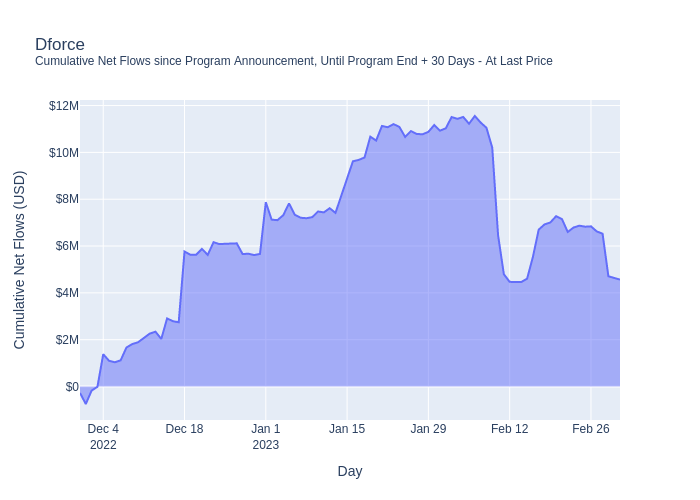 Dforce
Cumulative Net Flows since Program Announcement, Until Program End + 30 Days - At Last Price
Cumulative Net Flows (USD)
$12M
$10M
$8M
$6M
$4M
$2M
$0
Dec 4
2022
Dec 18
Jan 1
2023
Jan 15
Jan 29
Feb 12
Feb 26
Day